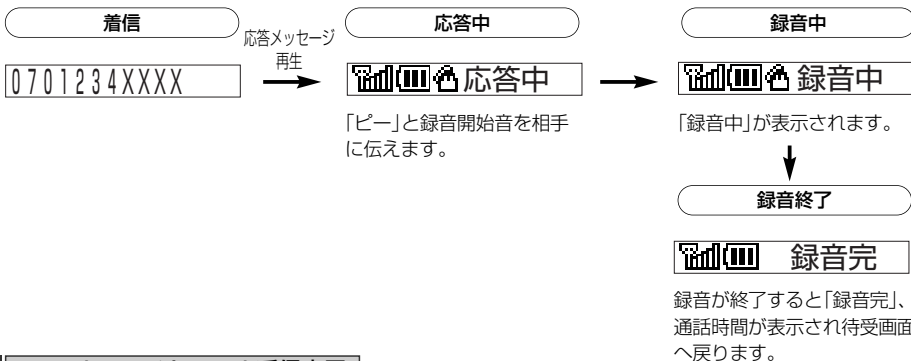 着信
応答メッセージ
再生
0701234XXXX
応答中
応答中
「ピー」と録音開始音を相手
に伝えます。
録音中
録音中
「録音中」が表示されます。
録音終了
録音完
録音が終了すると「録音完」、
通話時間が表示され待受画面
へ戻ります。